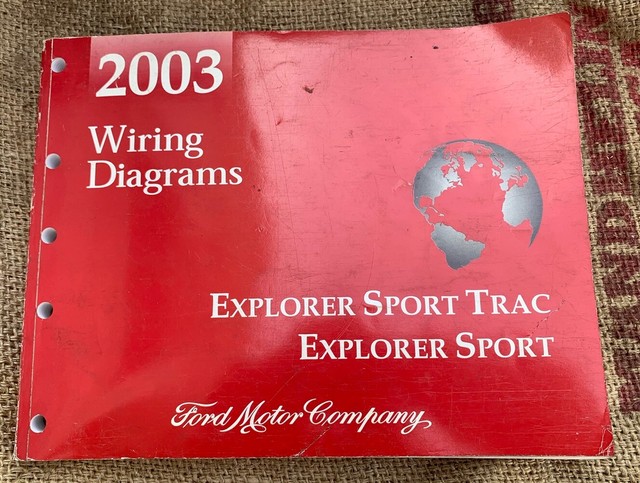 2003
Wiring
Diagrams
EXPLORER SPORT TRAC
EXPLORER SPORT
Ford Motor Company